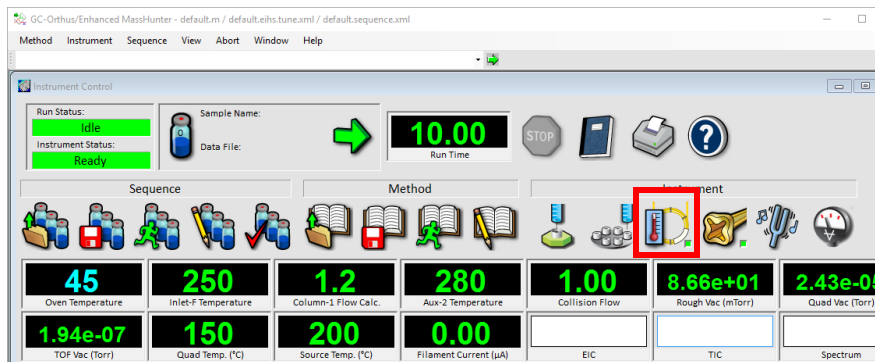 GC-Orthus/Enhanced MassHunter - default.m / default.eihs.tune.xml / default.sequence.xml
Method Instrument Sequence View Abort Window Help
Instrument Control
Run Status:
Idle
Instrument Status:
Ready
Sample Name:
Data File:
10.00
Run Time
STOP
Sequence Method Instrument
45 250 1.2 280 1.00 8.66e+01 2.43e-05
Oven Temperature Inlet-F Temperature Column-1 Flow Calc. Aux-2 Temperature Collision Flow Rough Vac (mTorr) Quad Vac (Torr)
1.94e-07 150 200 0.00
TOF Vac (Torr) Quad Temp. (°C) Source Temp. (°C) Filament Current (µA) EIC TIC Spectrum